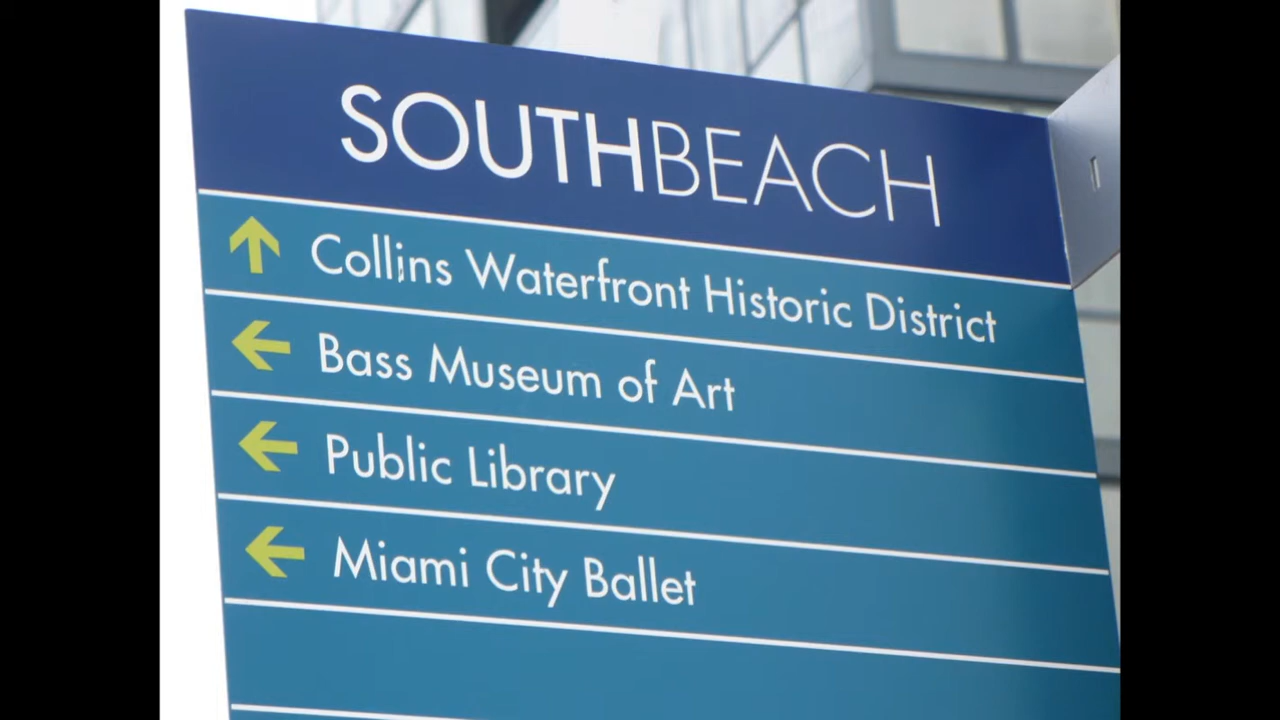 SOUTHBEACH
Collins Waterfront Historic District
Bass Museum of Art
Public Library
Miami City Ballet